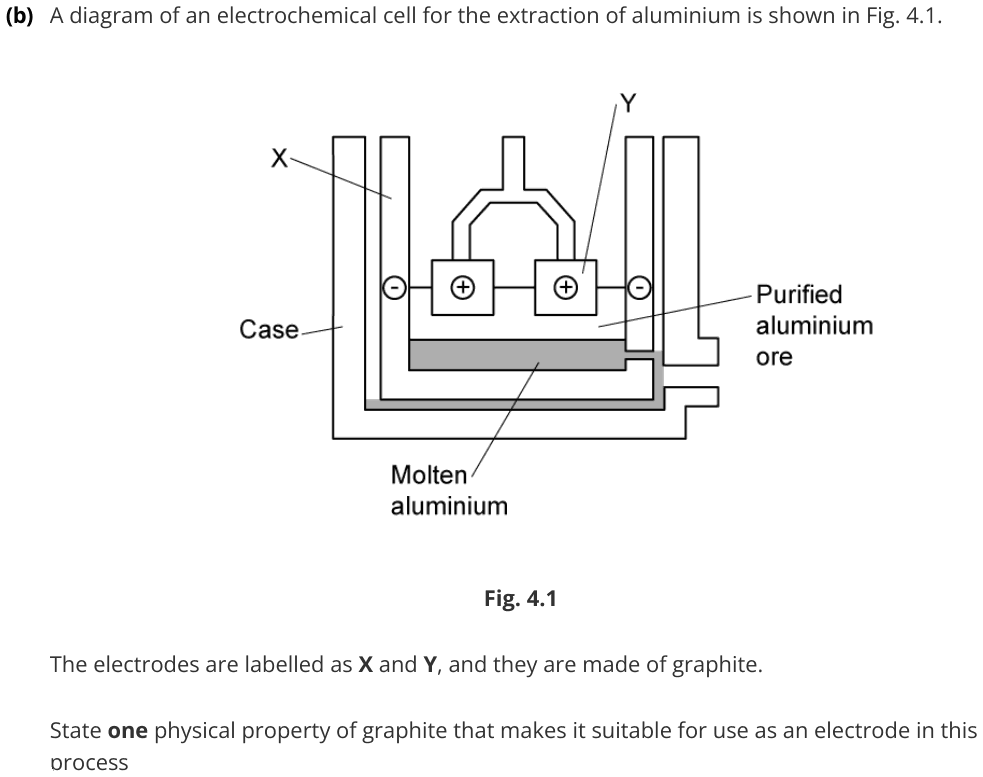 (b) A diagram of an electrochemical cell for the extraction of aluminium is shown in Fig. 4.1.
Y
X
- + + -
Purified
aluminium
ore
Case
Molten
aluminium
Fig. 4.1
The electrodes are labelled as X and Y, and they are made of graphite.
State one physical property of graphite that makes it suitable for use as an electrode in this
process